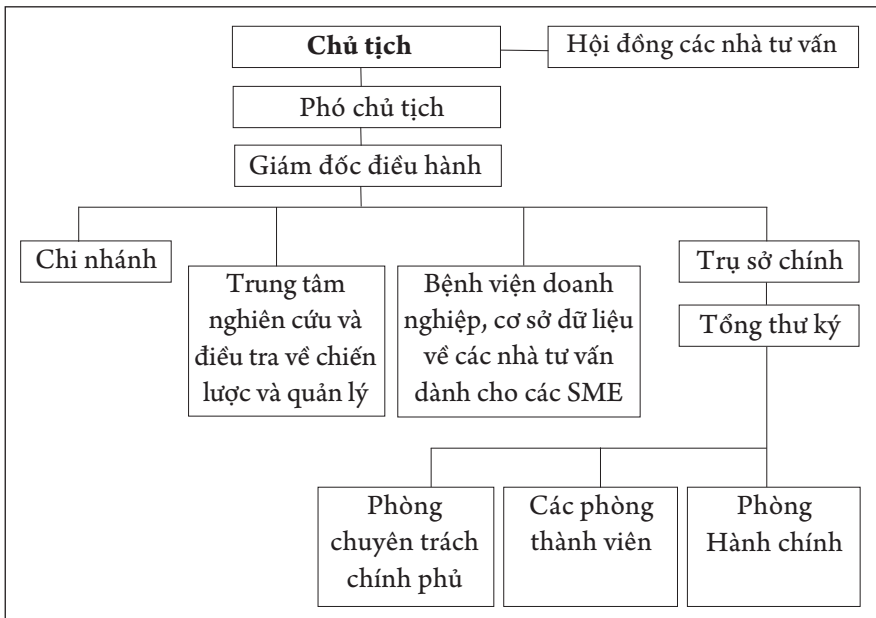 Chủ tịch
Hội đồng các nhà tư vấn
Phó chủ tịch
Giám đốc điều hành
Chi nhánh
Trung tâm
nghiên cứu và
điều tra về chiến
lược và quản lý
Bệnh viện doanh
nghiệp, cơ sở dữ liệu
về các nhà tư vấn
dành cho các SME
Trụ sở chính
Tổng thư ký
Phòng
chuyên trách
chính phủ
Các phòng
thành viên
Phòng
Hành chính